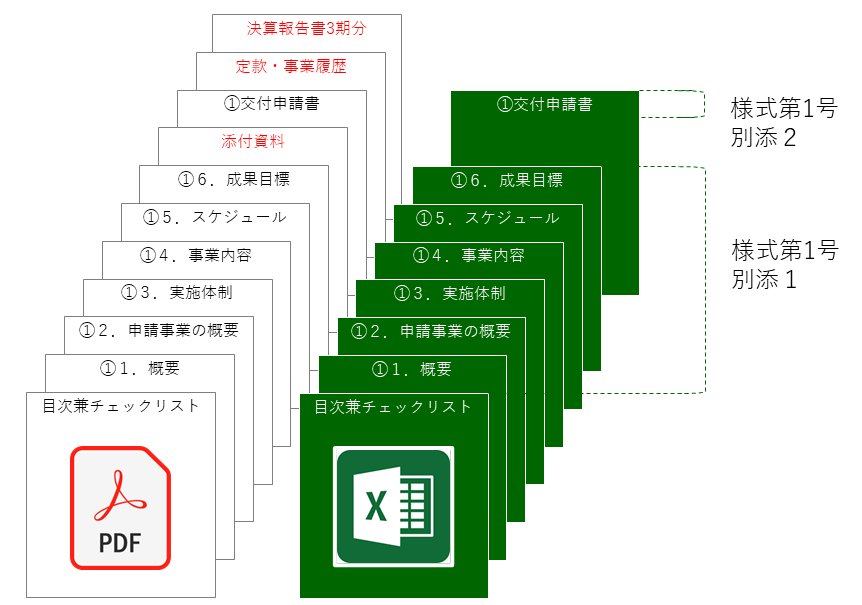 決算報告書3期分
定款・事業履歴
①交付申請書
添付資料
①６．成果目標
①５．スケジュール
①４．事業内容
①３．実施体制
①２．申請事業の概要
①１．概要
目次兼チェックリスト
PDF
①交付申請書
①６．成果目標
①５．スケジュール
①４．事業内容
①３．実施体制
①２．申請事業の概要
①１．概要
目次兼チェックリスト
X
様式第1号
別添２
様式第1号
別添１